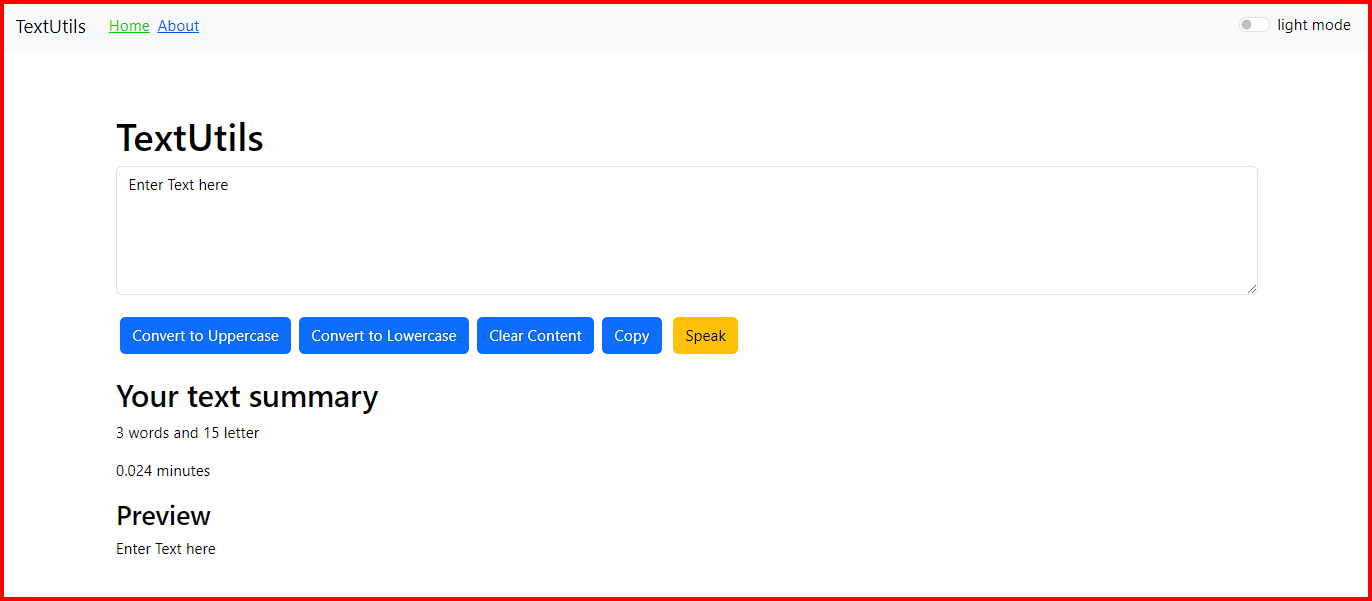 TextUtils Home About light mode
TextUtils
Enter Text here
Convert to Uppercase Convert to Lowercase Clear Content Copy Speak
Your text summary
3 words and 15 letter
0.024 minutes
Preview
Enter Text here